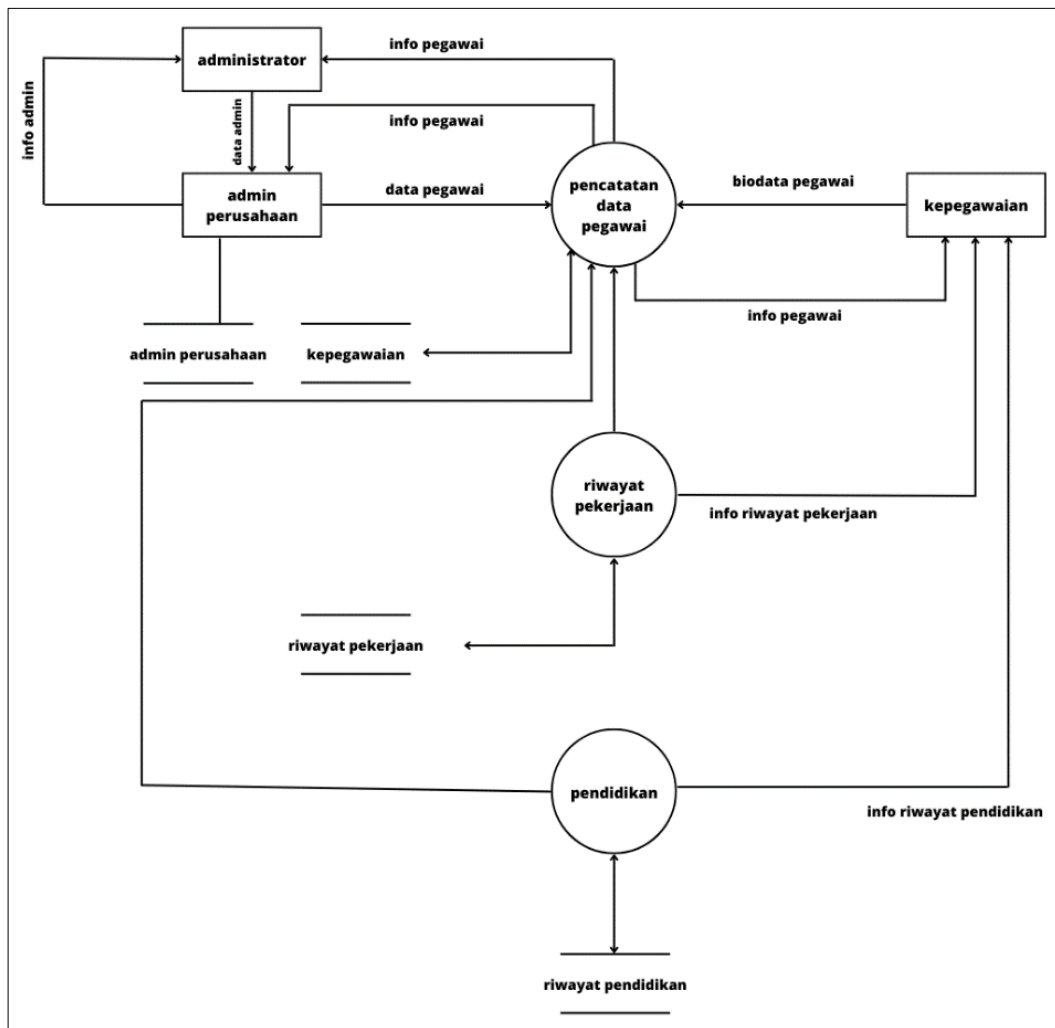 administrator
info pegawai
info admin
data admin
info pegawai
admin
perusahaan
data pegawai
pencatatan
data
pegawai
biodata pegawai
kepegawaian
info pegawai
admin perusahaan
kepegawaian
riwayat
pekerjaan
info riwayat pekerjaan
riwayat pekerjaan
pendidikan
info riwayat pendidikan
riwayat pendidikan